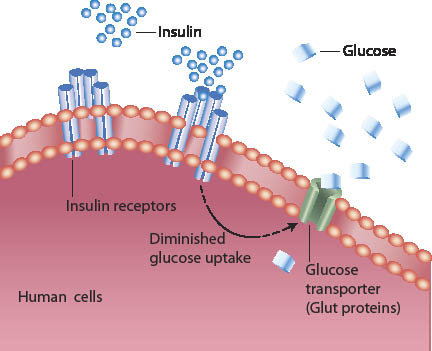 Insulin
Glucose
Insulin receptors
Diminished
glucose uptake
Glucose
transporter
(Glut proteins)
Human cells